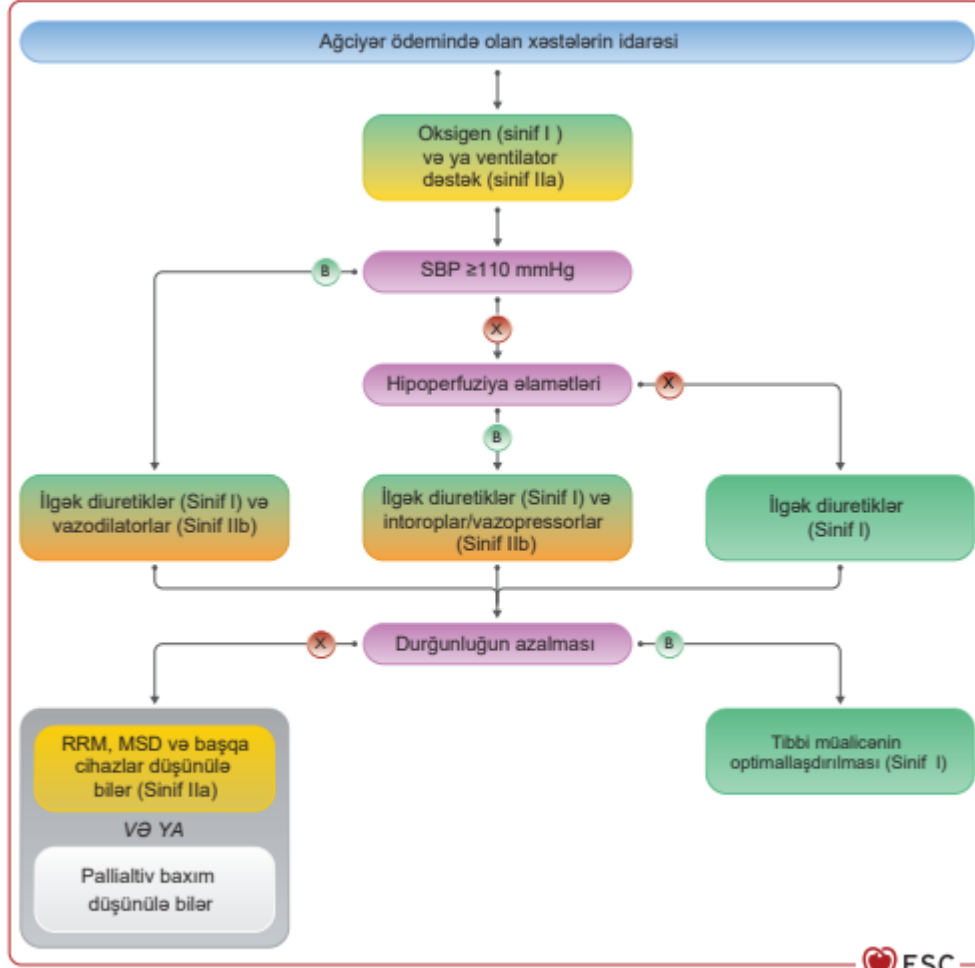 Ağciyər ödemində olan xəstələrin idarəsi
Oksigen (sinif I )
və ya ventilator
dəstək (sinif IIa)
B
SBP ≥110 mmHg
X
Hipoperfuziya əlamətləri
X
B
İlgək diuretiklər (Sinif I) və
vazodilatorlar (Sinif IIb)
İlgək diuretiklər (Sinif I) və
intoroplar/vazopressorlar
(Sinif IIb)
İlgək diuretiklər
(Sinif I)
X
Durğunluğun azalması
B
RRM, MSD və başqa
cihazlar düşünülə
bilər (Sinif IIa)
VƏ YA
Pallialtiv baxım
düşünülə bilər
Tibbi müalicənin
optimallaşdırılması (Sinif I)
ESC